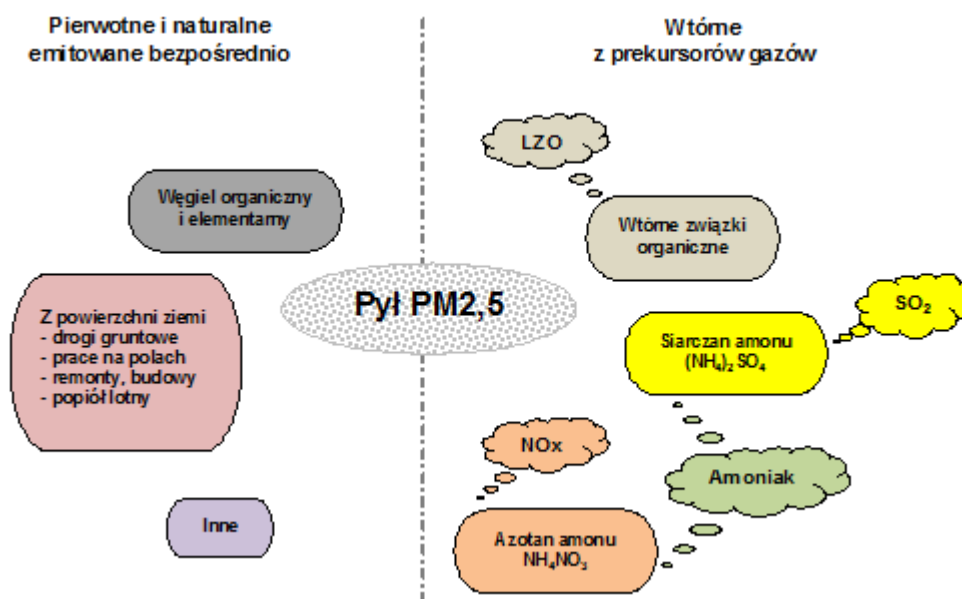 Pierwotne i naturalne
emitowane bezpośrednio
Wtórne
z prekursorów gazów
LZO
Węgiel organiczny
i elementarny
Wtórne związki
organiczne
Pył PM2,5
SO₂
Z powierzchni ziemi
- drogi gruntowe
- prace na polach
- remonty, budowy
- popiół lotny
Siarczan amonu
(NH₄)₂ SO₄
NOx
Amoniak
Inne
Azotan amonu
NH₄NO₃